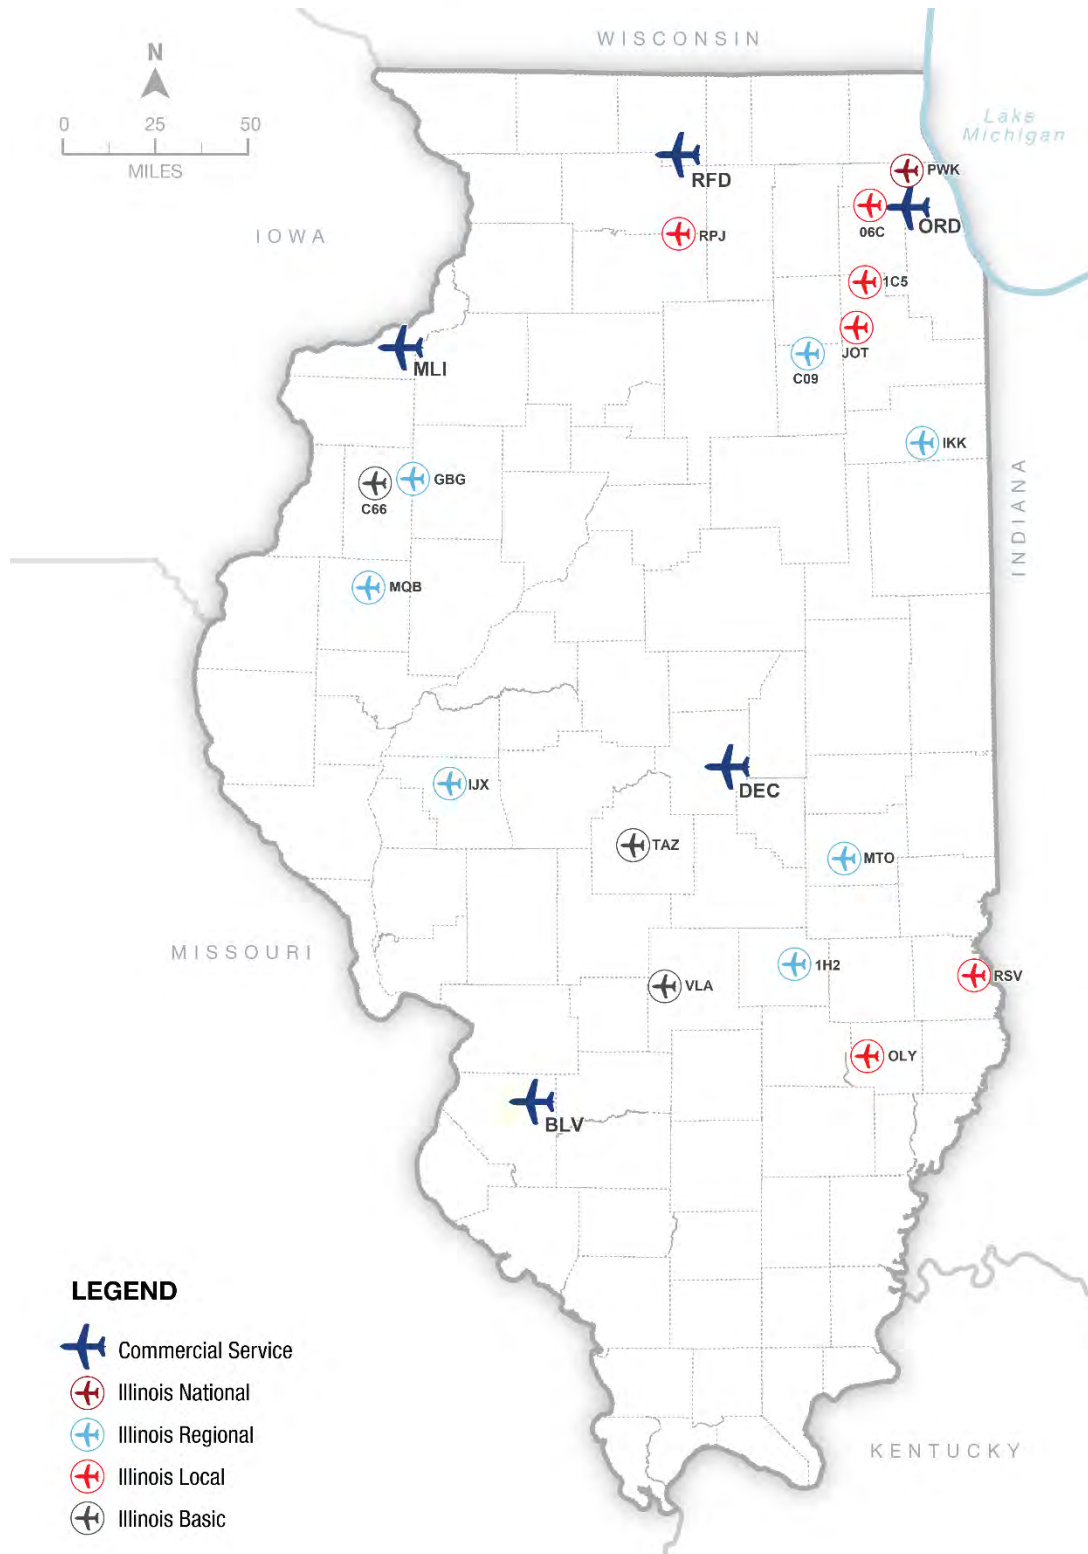 WISCONSIN
N
0 25 50
MILES
Lake
Michigan
PWK
RFD
06C
ORD
IOWA
RPJ
1C5
JOT
MLI
C09
IKK
GBG
C66
INDIANA
MQB
IJX
DEC
TAZ
MTO
MISSOURI
1H2
RSV
VLA
OLY
BLV
LEGEND
Commercial Service
Illinois National
Illinois Regional
Illinois Local
Illinois Basic
KENTUCKY